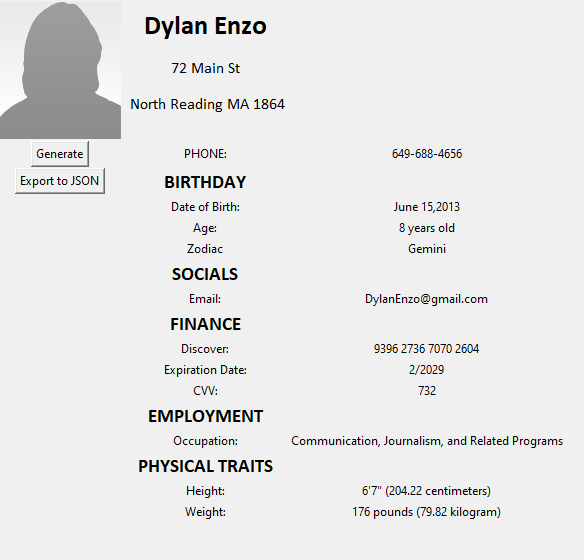 Dylan Enzo
72 Main St
North Reading MA 1864
Generate
Export to JSON
PHONE: 649-688-4656
BIRTHDAY
Date of Birth: June 15,2013
Age: 8 years old
Zodiac Gemini
SOCIALS
Email: DylanEnzo@gmail.com
FINANCE
Discover: 9396 2736 7070 2604
Expiration Date: 2/2029
CVV: 732
EMPLOYMENT
Occupation: Communication, Journalism, and Related Programs
PHYSICAL TRAITS
Height: 6'7" (204.22 centimeters)
Weight: 176 pounds (79.82 kilogram)